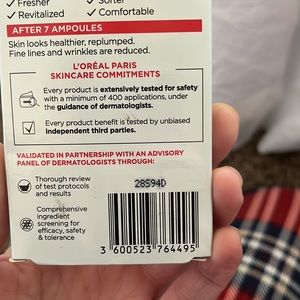 ✓ Fresher ✓ Softer
✓ Revitalized ✓ Comfortable
AFTER 7 AMPOULES
Skin looks healthier, replumped.
Fine lines and wrinkles are reduced.
L'ORÉAL PARIS
SKINCARE COMMITMENTS
Every product is extensively tested for safety
with a minimum of 400 applications, under
the guidance of dermatologists.
Every product benefit is tested by unbiased
independent third parties.
VALIDATED IN PARTNERSHIP WITH AN ADVISORY
PANEL OF DERMATOLOGISTS THROUGH:
Thorough review
of test protocols
and results
28594D
Comprehensive
ingredient
screening for
efficacy, safety
& tolerance
3 600523 764495